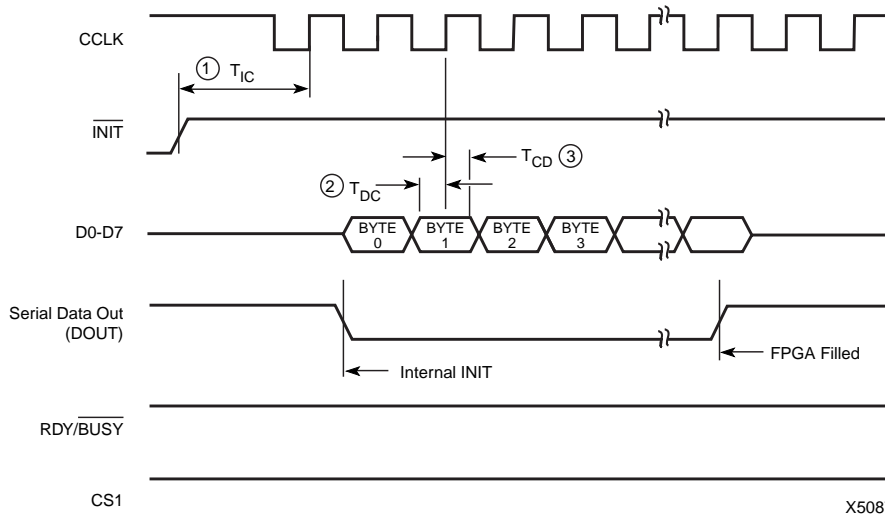 CCLK
① T_IC
INIT
T_CD ③
② T_DC
D0-D7
BYTE 0
BYTE 1
BYTE 2
BYTE 3
Serial Data Out
(DOUT)
Internal INIT
FPGA Filled
RDY/BUSY
CS1
X508